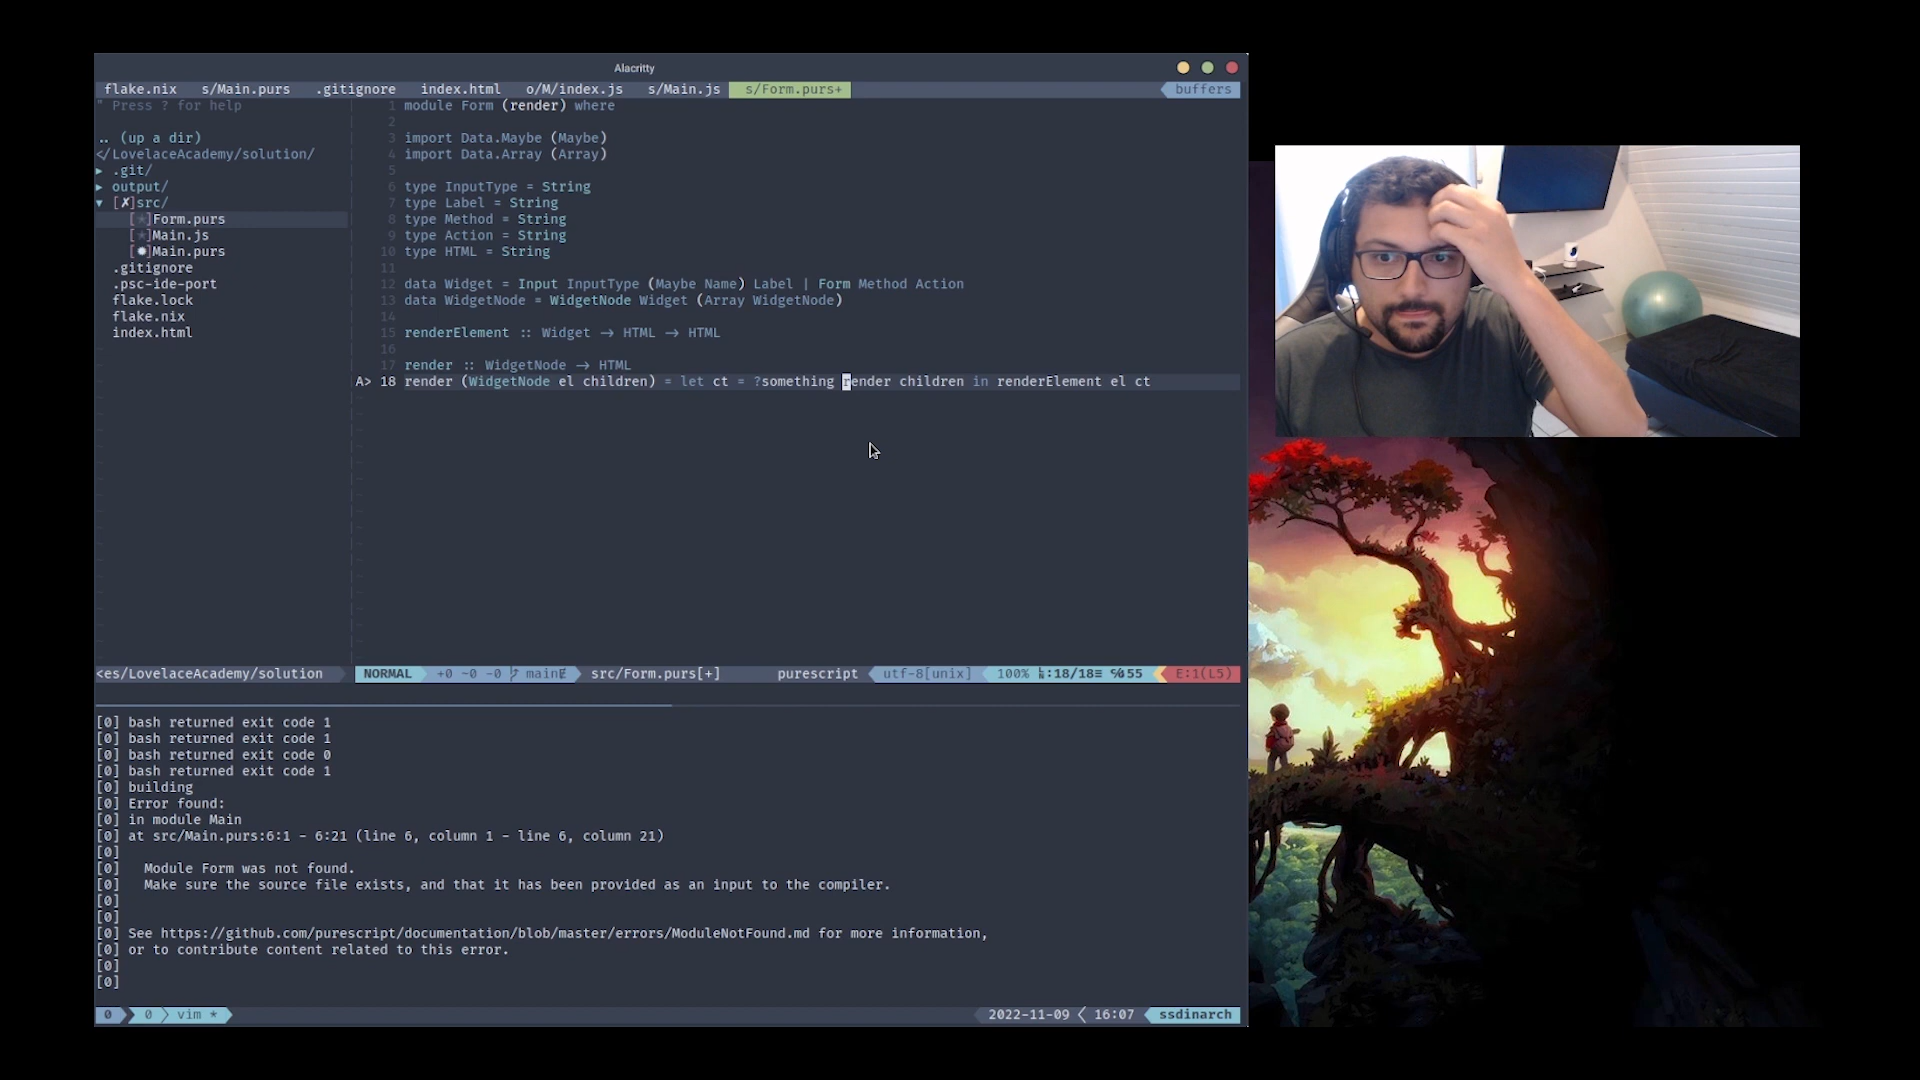 Alacritty
flake.nix s/Main.purs .gitignore index.html o/M/index.js s/Main.js s/Form.purs+ buffers
" Press ? for help
.. (up a dir)
</LovelaceAcademy/solution/
▸ .git/
▸ output/
▾ [✗]src/
[★]Form.purs
[★]Main.js
[✹]Main.purs
.gitignore
.psc-ide-port
flake.lock
flake.nix
index.html
1 module Form (render) where
2
3 import Data.Maybe (Maybe)
4 import Data.Array (Array)
5
6 type InputType = String
7 type Label = String
8 type Method = String
9 type Action = String
10 type HTML = String
11
12 data Widget = Input InputType (Maybe Name) Label | Form Method Action
13 data WidgetNode = WidgetNode Widget (Array WidgetNode)
14
15 renderElement :: Widget → HTML → HTML
16
17 render :: WidgetNode → HTML
A> 18 render (WidgetNode el children) = let ct = ?something render children in renderElement el ct
<es/LovelaceAcademy/solution NORMAL +0 ~0 -0 main src/Form.purs[+] purescript utf-8[unix] 100% :18/18≡ ℅55 E:1(L5)
[0] bash returned exit code 1
[0] bash returned exit code 1
[0] bash returned exit code 0
[0] bash returned exit code 1
[0] building
[0] Error found:
[0] in module Main
[0] at src/Main.purs:6:1 - 6:21 (line 6, column 1 - line 6, column 21)
[0]
[0] Module Form was not found.
[0] Make sure the source file exists, and that it has been provided as an input to the compiler.
[0]
[0]
[0] See https://github.com/purescript/documentation/blob/master/errors/ModuleNotFound.md for more information,
[0] or to contribute content related to this error.
[0]
[0]
0 0 vim * 2022-11-09 16:07 ssdinarch